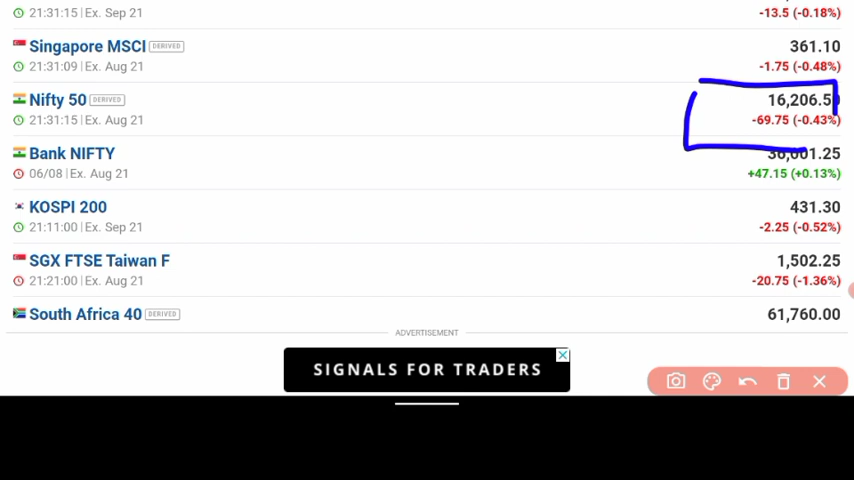 21:31:15 | Ex. Sep 21 -13.5 (-0.18%)
Singapore MSCI DERIVED 361.10
21:31:09 | Ex. Aug 21 -1.75 (-0.48%)
Nifty 50 DERIVED 16,206.50
21:31:15 | Ex. Aug 21 -69.75 (-0.43%)
Bank NIFTY 36,001.25
06/08 | Ex. Aug 21 +47.15 (+0.13%)
KOSPI 200 431.30
21:11:00 | Ex. Sep 21 -2.25 (-0.52%)
SGX FTSE Taiwan F 1,502.25
21:21:00 | Ex. Aug 21 -20.75 (-1.36%)
South Africa 40 DERIVED 61,760.00
ADVERTISEMENT
SIGNALS FOR TRADERS